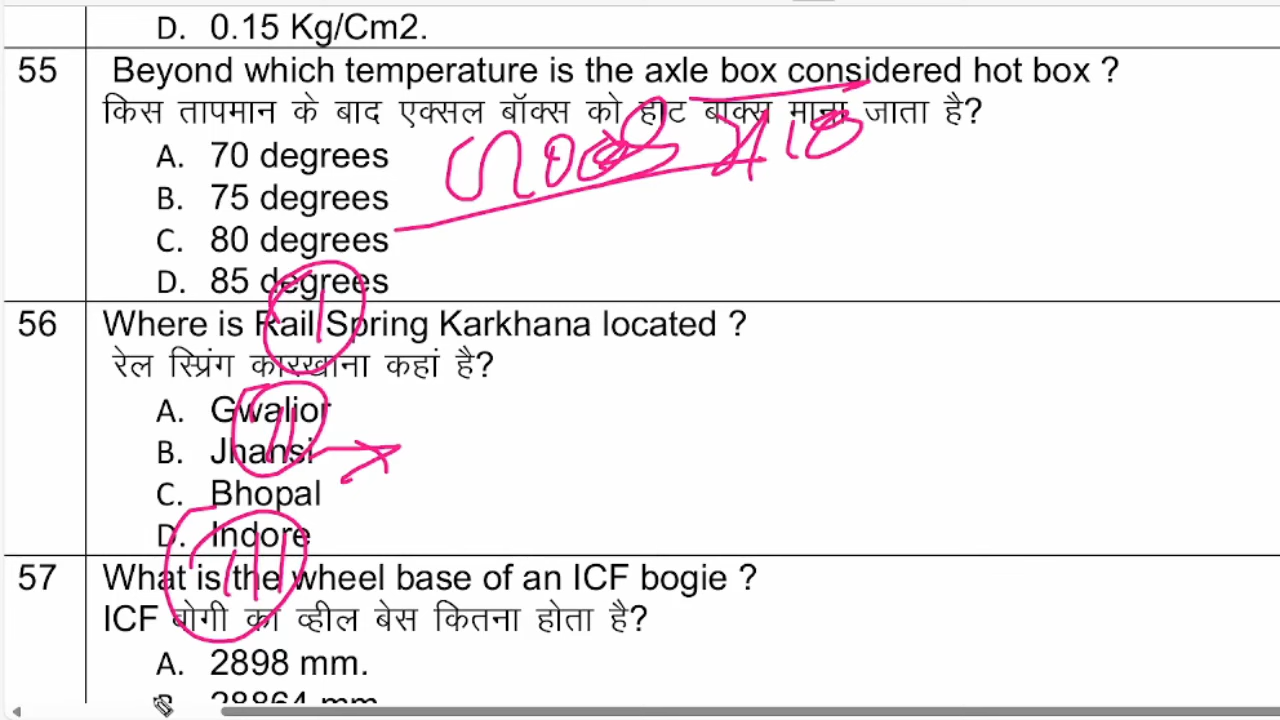 D. 0.15 Kg/Cm2.
55 Beyond which temperature is the axle box considered hot box ?
किस तापमान के बाद एक्सल बॉक्स को हाट बाक्स माना जाता है?
A. 70 degrees
B. 75 degrees
C. 80 degrees
D. 85 degrees
56 Where is Rail Spring Karkhana located ?
रेल स्प्रिंग कारखाना कहां है?
A. Gwalior
B. Jhansi
C. Bhopal
D. Indore
57 What is the wheel base of an ICF bogie ?
ICF बोगी का व्हील बेस कितना होता है?
A. 2898 mm.